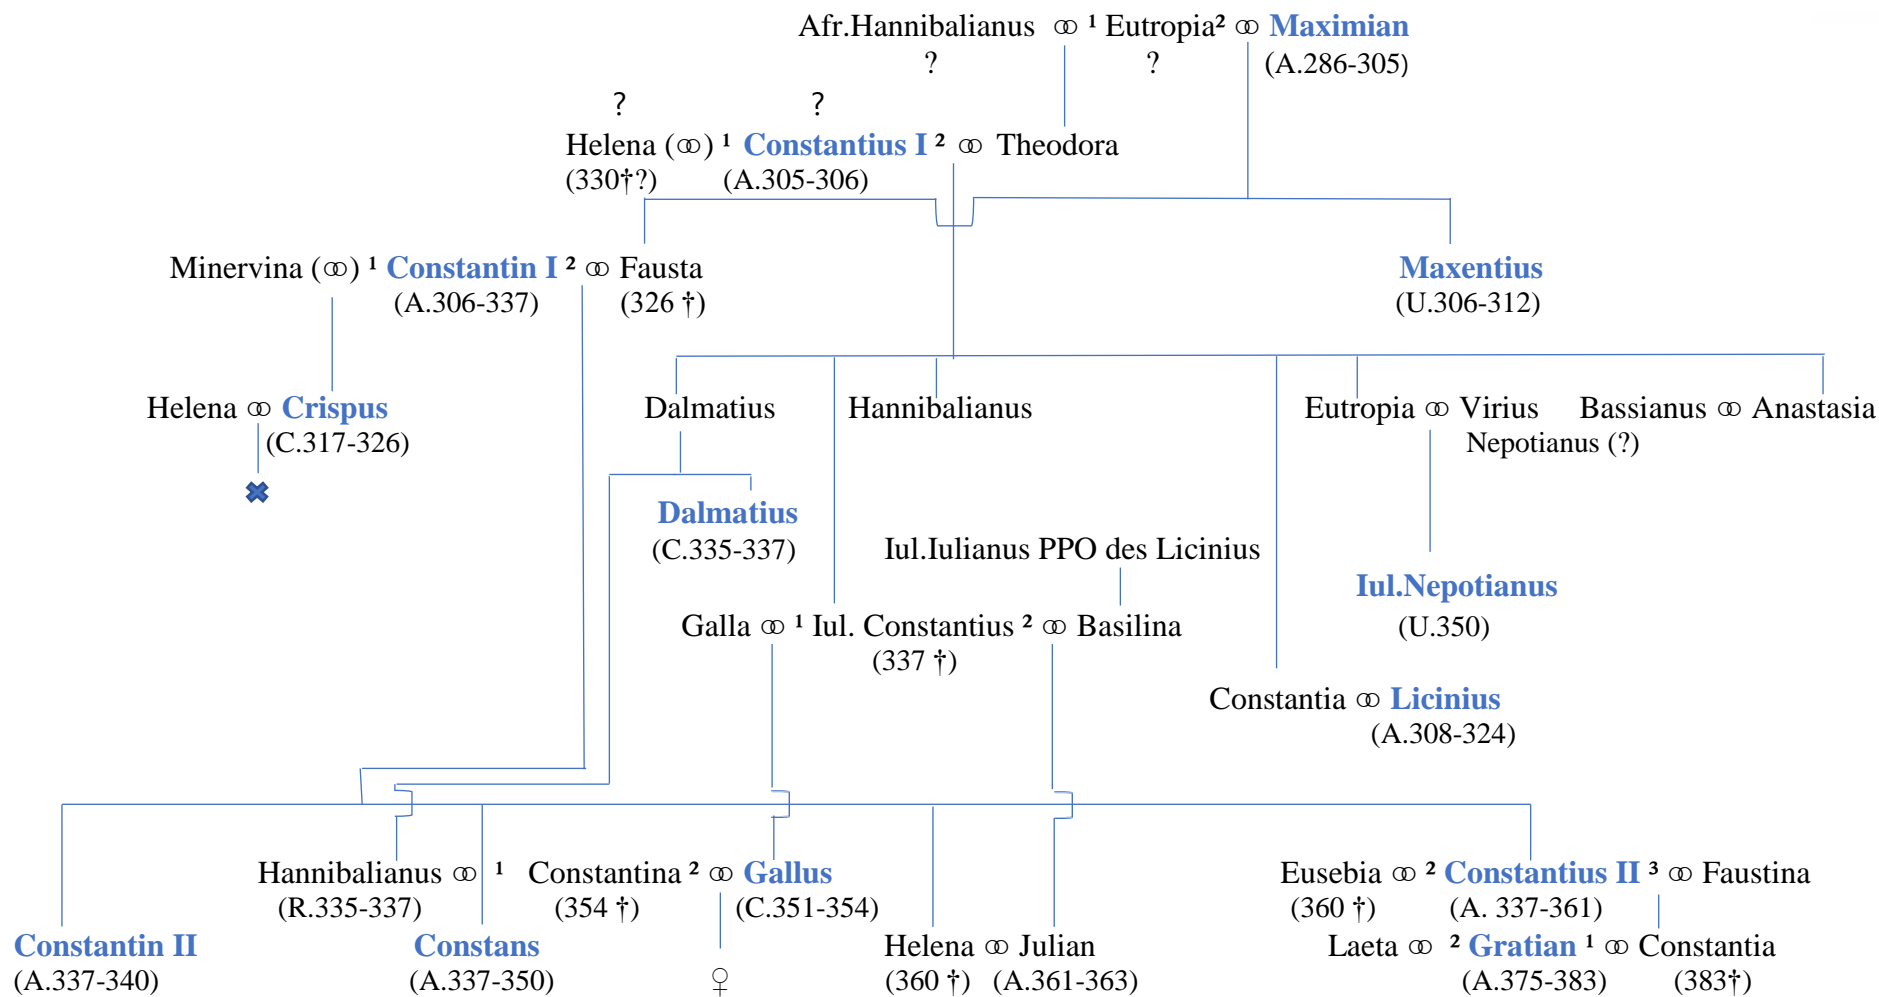 Afr.Hannibalianus ⚭ ¹ Eutropia² ⚭ Maximian
? ? (A.286-305)
? ?
Helena (⚭) ¹ Constantius I ² ⚭ Theodora
(330†?) (A.305-306)
Minervina (⚭) ¹ Constantin I ² ⚭ Fausta Maxentius
(A.306-337) (326 †) (U.306-312)
Helena ⚭ Crispus Dalmatius Hannibalianus Eutropia ⚭ Virius Bassianus ⚭ Anastasia
(C.317-326) Nepotianus (?)
Dalmatius
(C.335-337) Iul.Iulianus PPO des Licinius
Iul.Nepotianus
Galla ⚭ ¹ Iul. Constantius ² ⚭ Basilina (U.350)
(337 †)
Constantia ⚭ Licinius
(A.308-324)
Hannibalianus ⚭ ¹ Constantina ² ⚭ Gallus Eusebia ⚭ ² Constantius II ³ ⚭ Faustina
(R.335-337) (354 †) (C.351-354) (360 †) (A. 337-361)
Constantin II Constans Helena ⚭ Julian Laeta ⚭ ² Gratian ¹ ⚭ Constantia
(A.337-340) (A.337-350) ♀ (360 †) (A.361-363) (A.375-383) (383†)